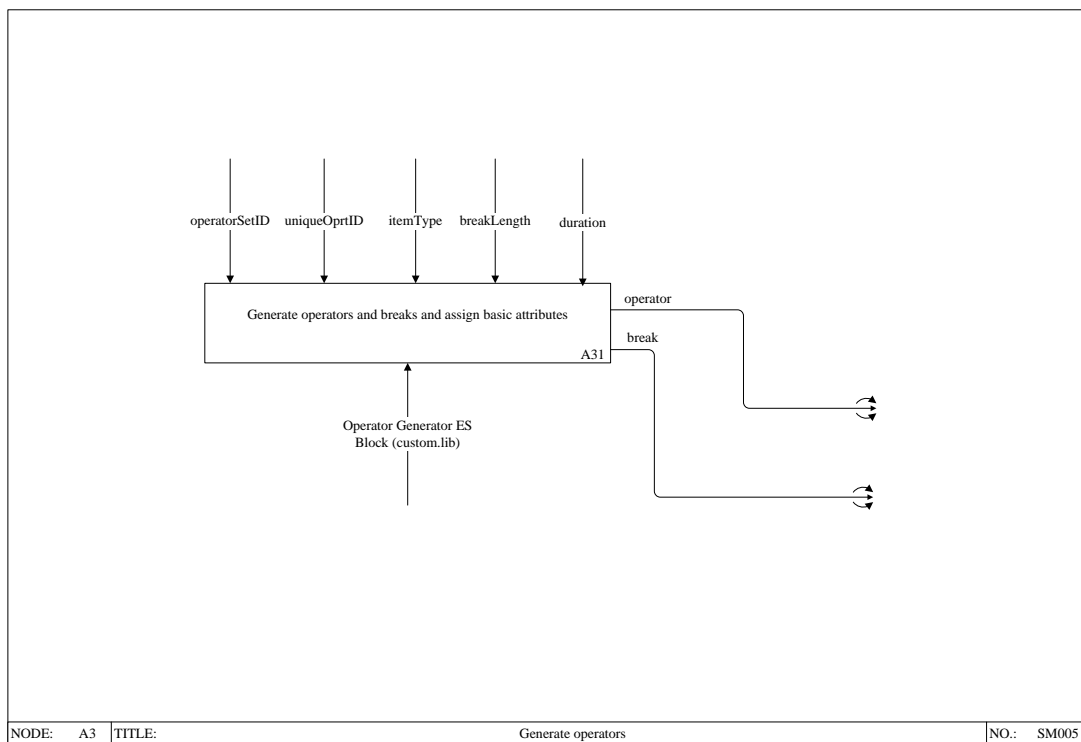 operatorSetID uniqueOprtID itemType breakLength duration
operator
Generate operators and breaks and assign basic attributes
break
A31
Operator Generator ES
Block (custom.lib)
NODE: A3 TITLE: Generate operators NO.: SM005